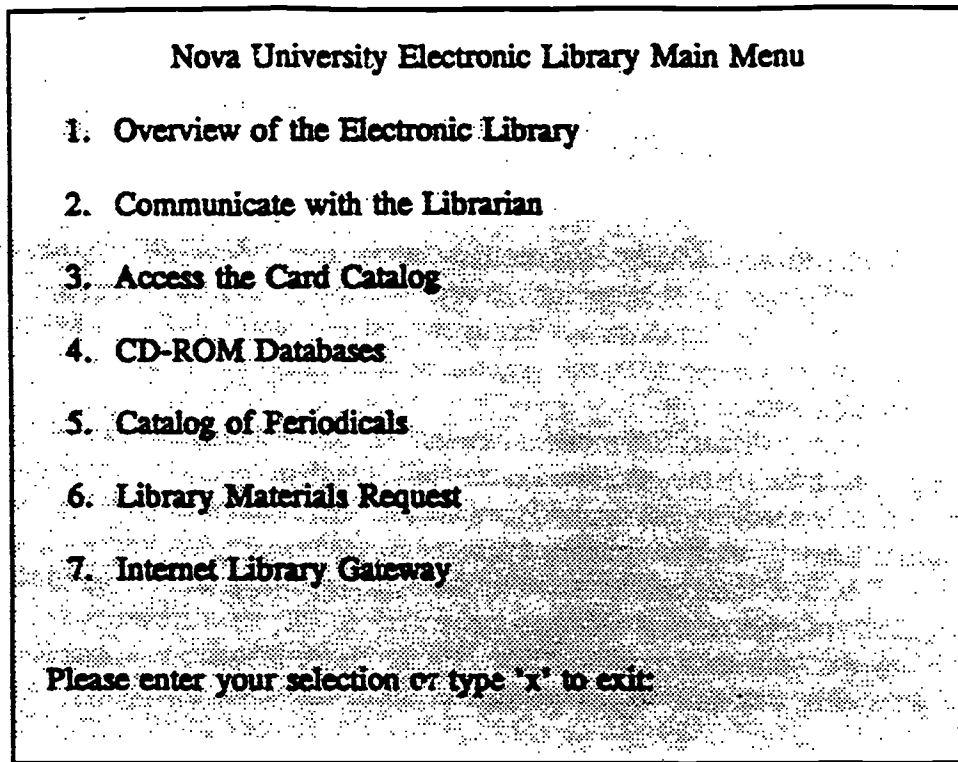 Nova University Electronic Library Main Menu
1. Overview of the Electronic Library
2. Communicate with the Librarian
3. Access the Card Catalog
4. CD-ROM Databases
5. Catalog of Periodicals
6. Library Materials Request
7. Internet Library Gateway
Please enter your selection or type "x" to exit: